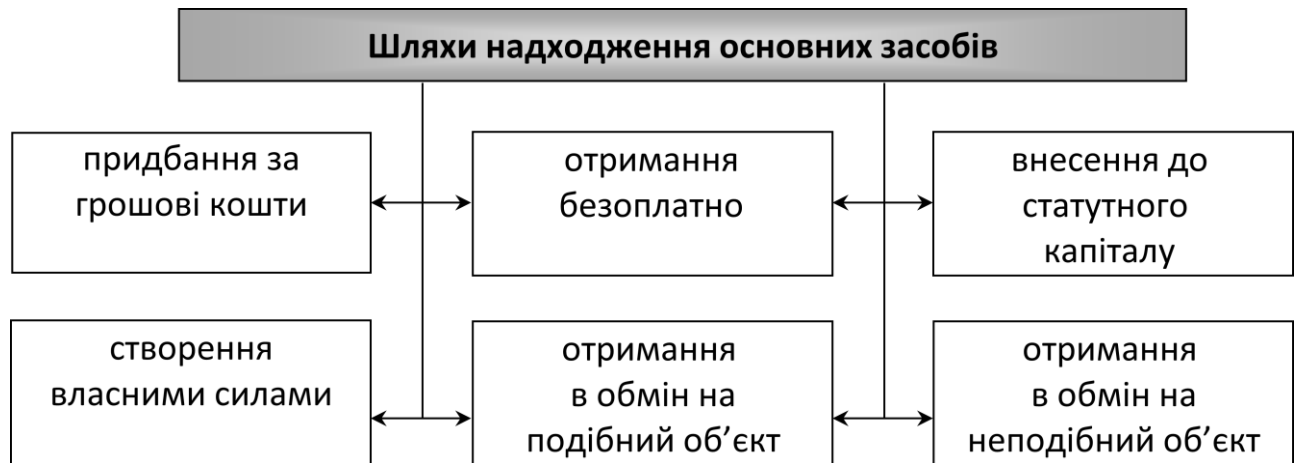 Шляхи надходження основних засобів
придбання за
грошові кошти
отримання
безоплатно
внесення до
статутного
капіталу
створення
власними силами
отримання
в обмін на
подібний об’єкт
отримання
в обмін на
неподібний об’єкт